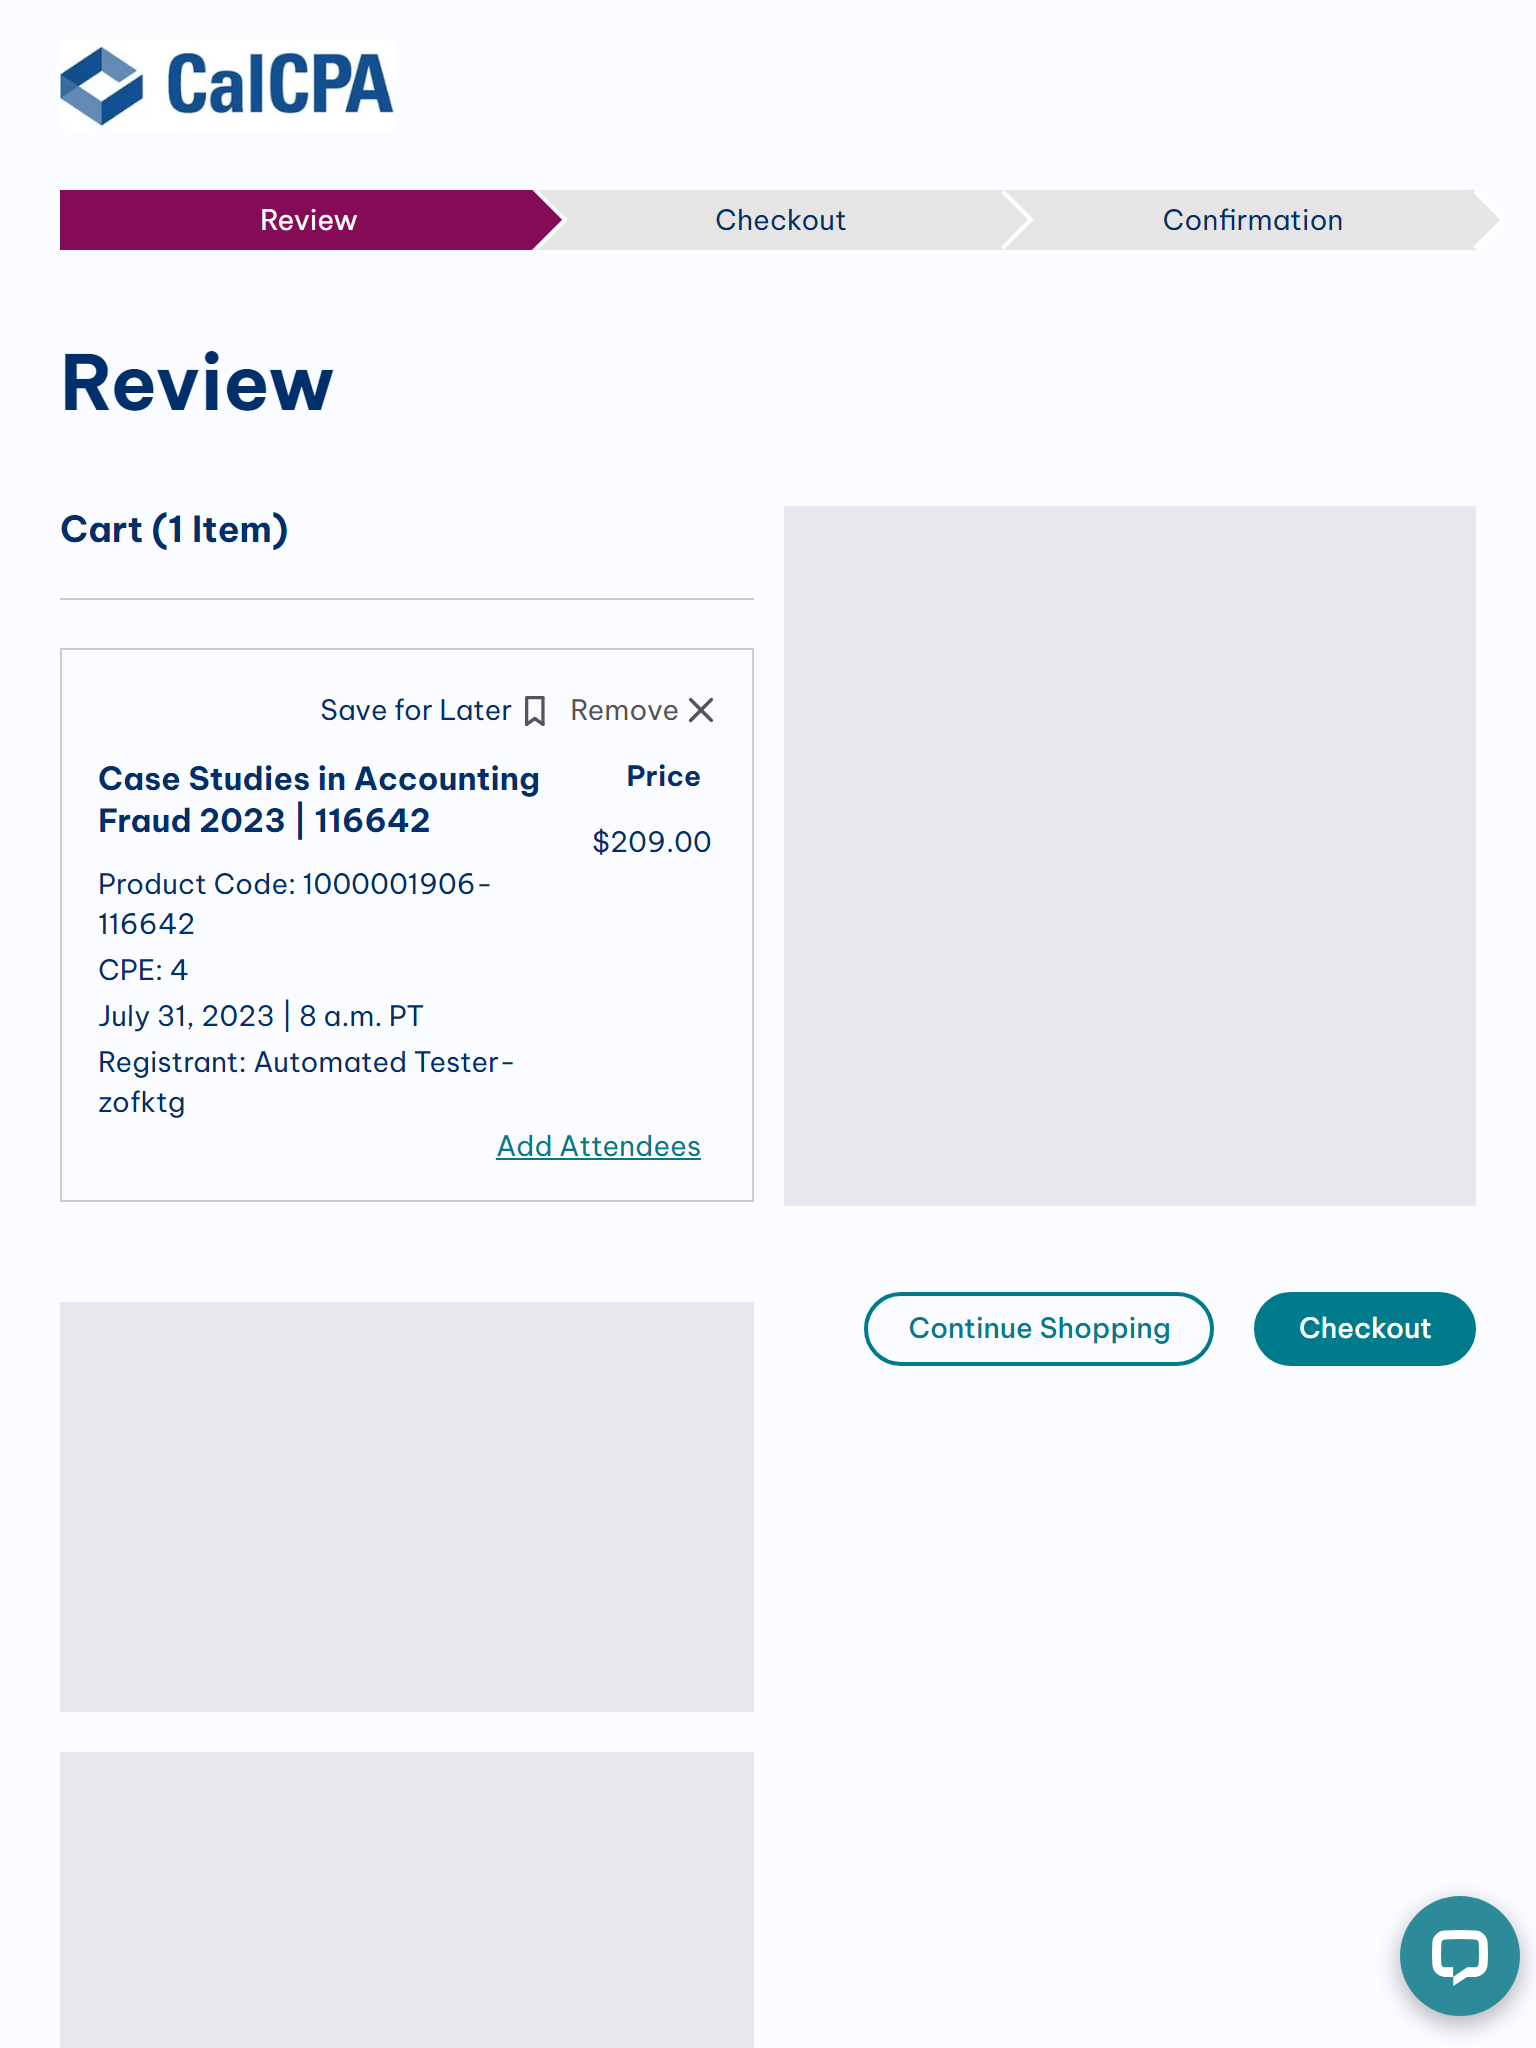 CalCPA
Review
Checkout
Confirmation
Review
Cart (1 Item)
Save for Later
Remove
Case Studies in Accounting
Fraud 2023 | 116642
Price
$209.00
Product Code: 1000001906-
116642
CPE: 4
July 31, 2023 | 8 a.m. PT
Registrant: Automated Tester-
zofktg
Add Attendees
Continue Shopping
Checkout